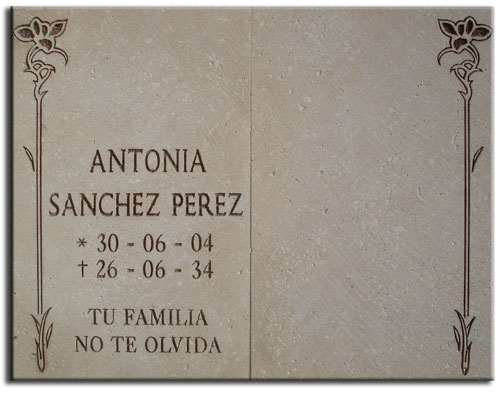 ANTONIA
SANCHEZ PEREZ
* 30 - 06 - 04
† 26 - 06 - 34
TU FAMILIA
NO TE OLVIDA